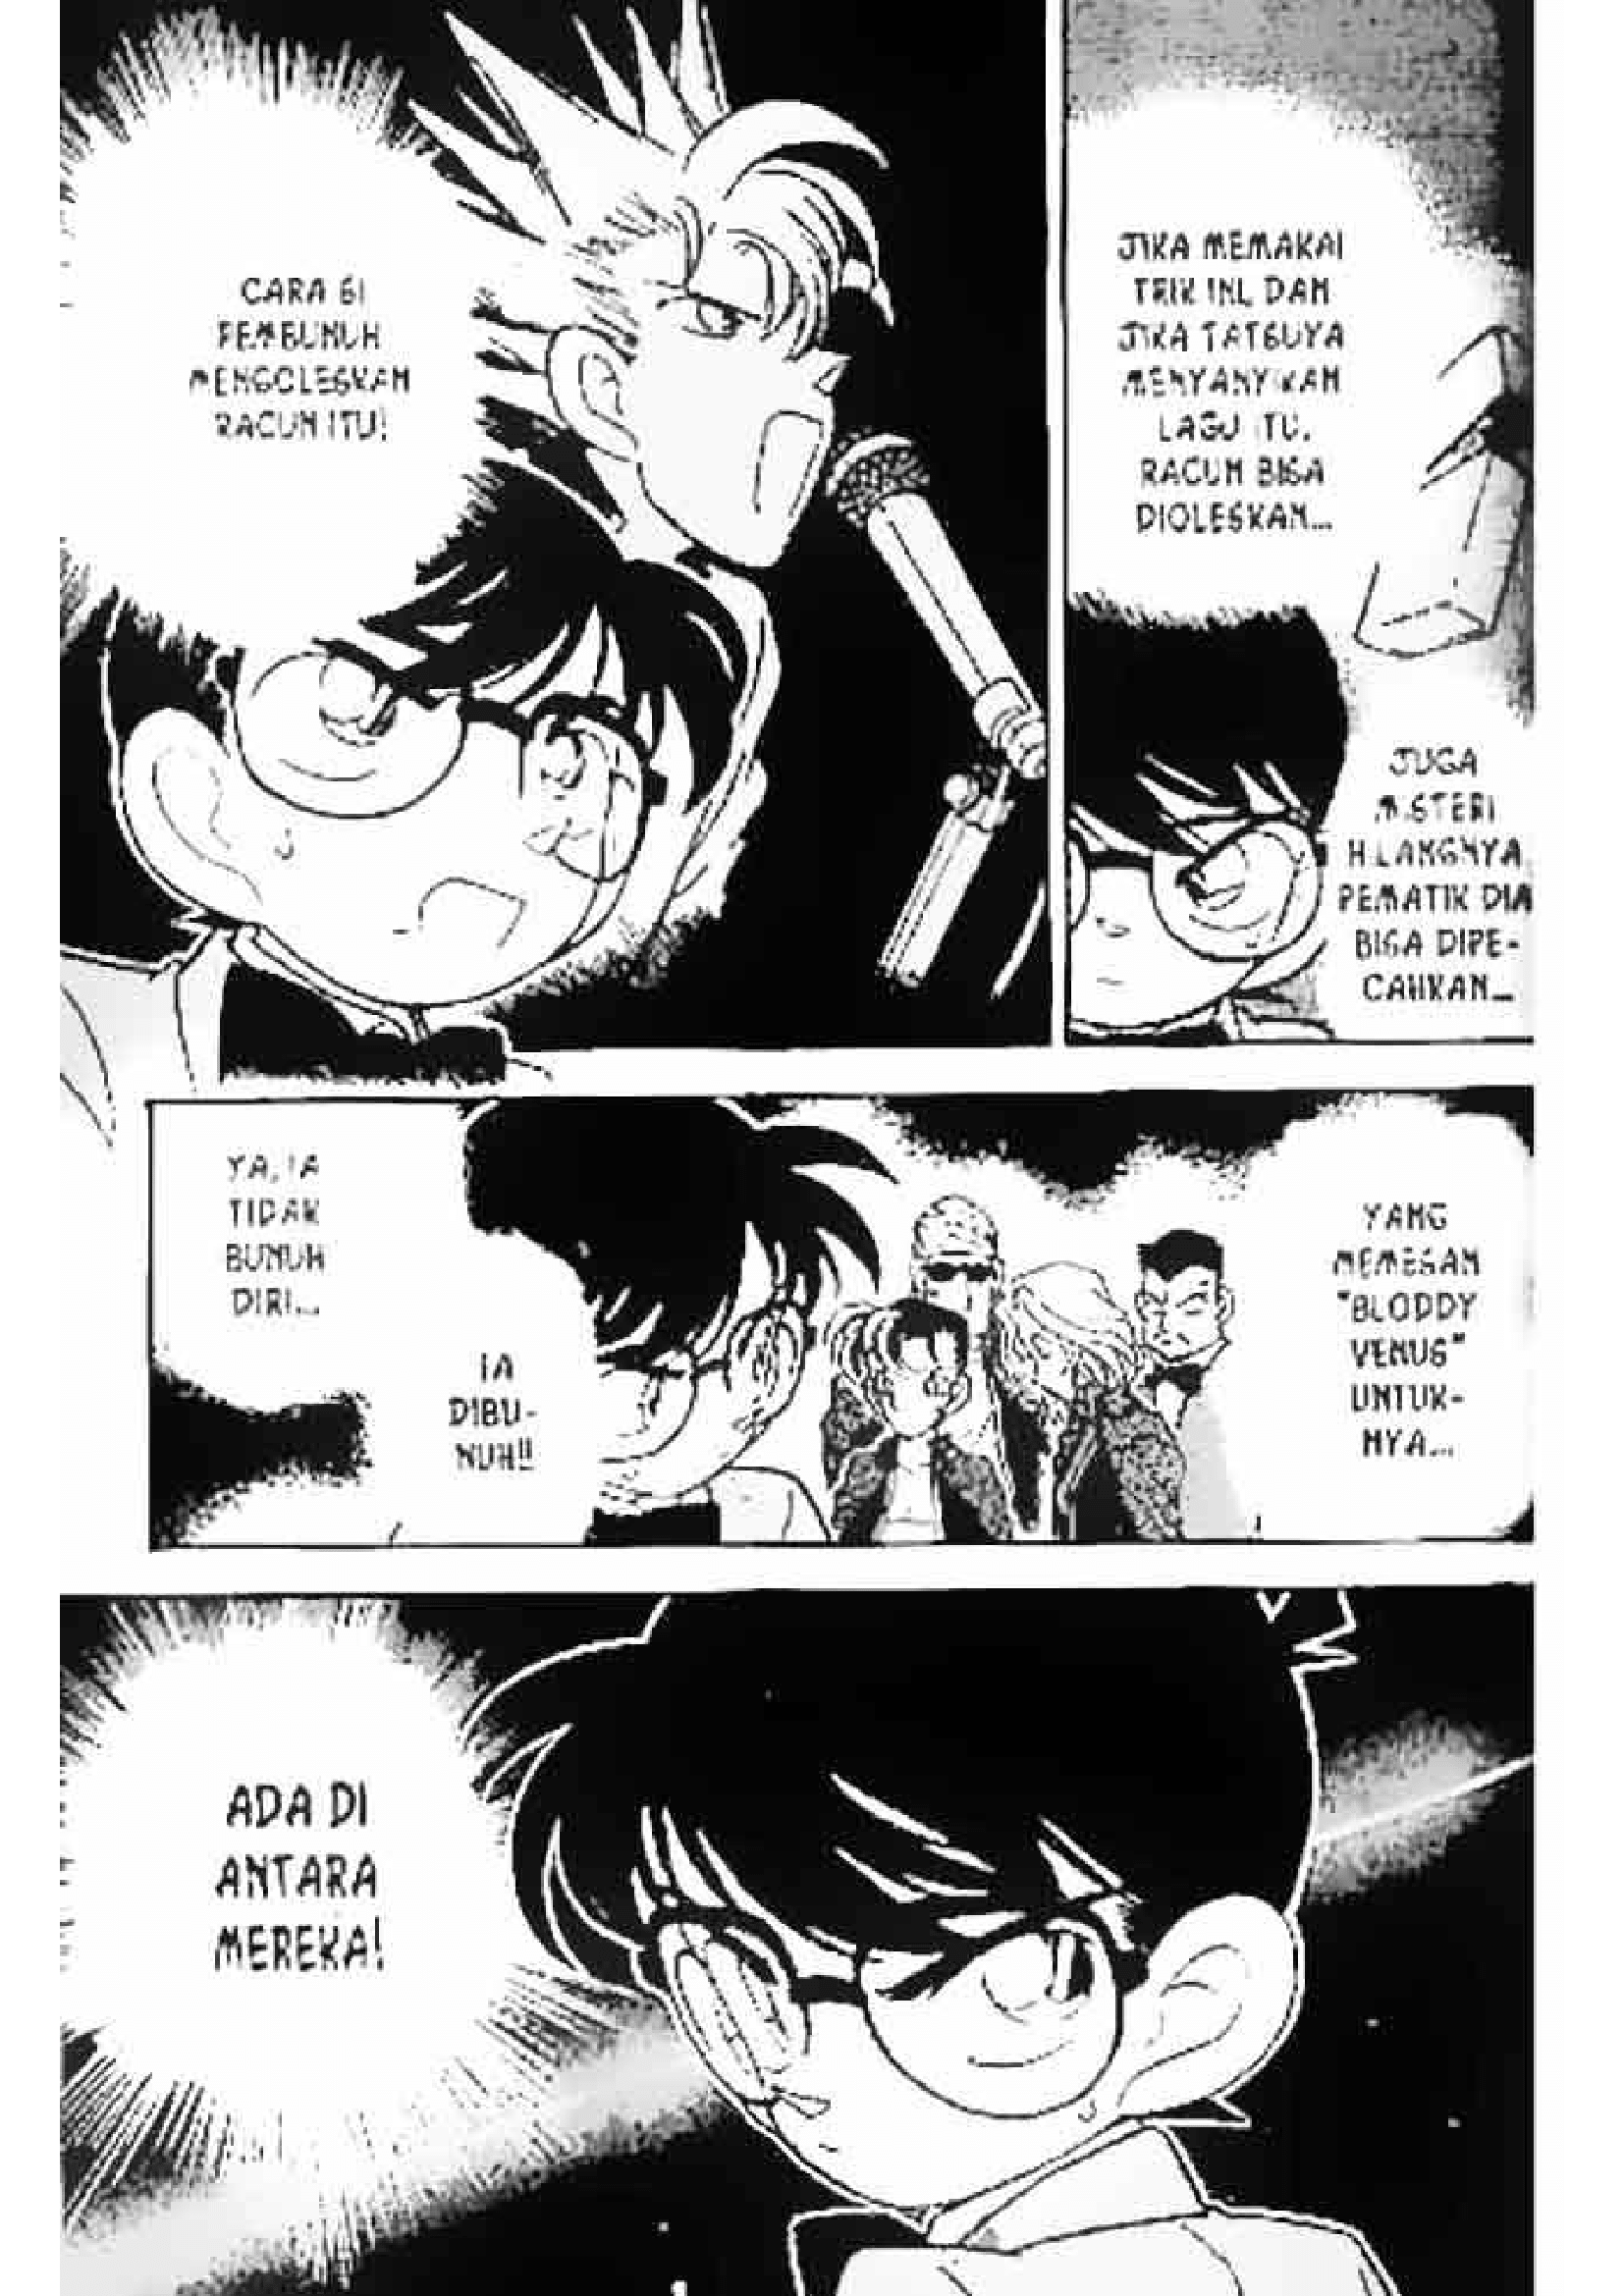 JIKA MEMAKAI
TRIK INI, DAN
JIKA TATSUYA
MENYANYIKAN
LAGU ITU,
RACUN BISA
DIOLESKAN...
JUGA
MISTERI
HILANGNYA
PEMATIK DIA
BISA DIPE-
CAHKAN...
CARA SI
PEMBUNUH
MENGOLESKAN
RACUN ITU!
YANG
MEMESAN
"BLODDY
VENUS"
UNTUK-
NYA...
YA, IA
TIDAK
BUNUH
DIRI...
IA
DIBU-
NUH!!
ADA DI
ANTARA
MEREKA!